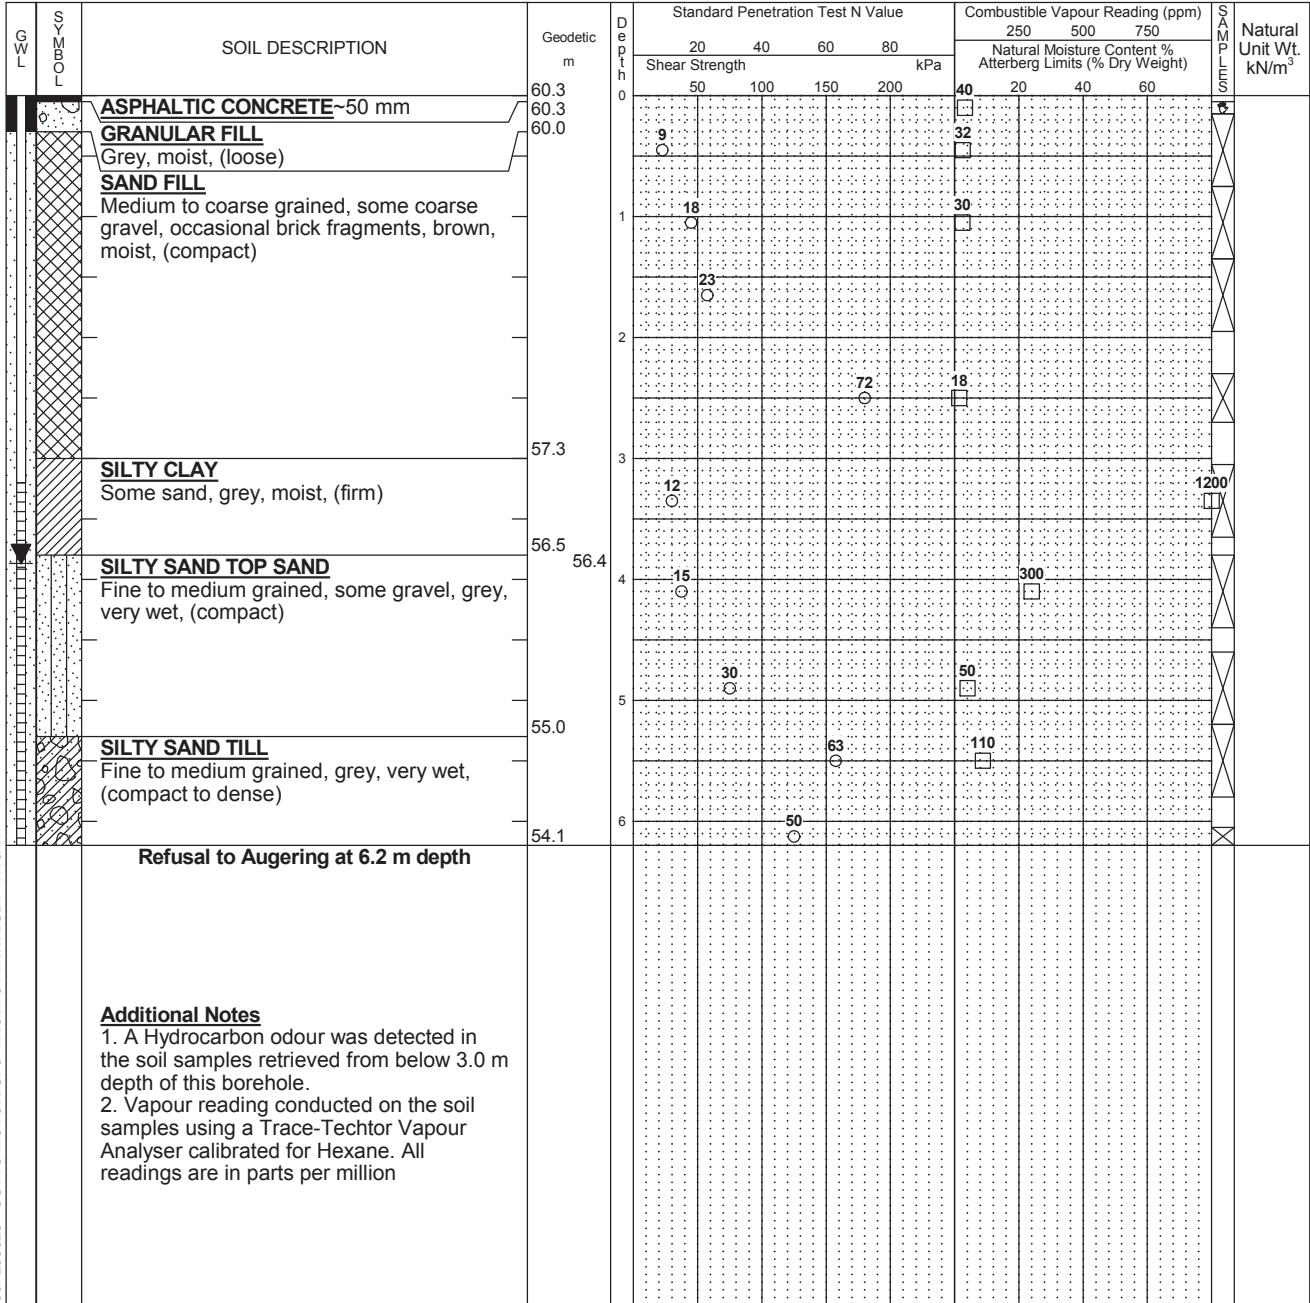 GWL
SYMBOL
SOIL DESCRIPTION
Geodetic
m
Depth
Standard Penetration Test N Value
20 40 60 80
Shear Strength kPa
50 100 150 200
Combustible Vapour Reading (ppm)
250 500 750
Natural Moisture Content %
Atterberg Limits (% Dry Weight)
20 40 60
SAMPLES
Natural
Unit Wt.
kN/m³
60.3
0
40
ASPHALTIC CONCRETE~50 mm
60.3
GRANULAR FILL
60.0
Grey, moist, (loose)
9
32
SAND FILL
Medium to coarse grained, some coarse
gravel, occasional brick fragments, brown,
moist, (compact)
1
18
30
23
2
72
18
57.3
3
SILTY CLAY
Some sand, grey, moist, (firm)
12
1200
56.5
56.4
SILTY SAND TOP SAND
Fine to medium grained, some gravel, grey,
very wet, (compact)
4
15
300
30
50
5
55.0
SILTY SAND TILL
Fine to medium grained, grey, very wet,
(compact to dense)
63
110
6
50
54.1
Refusal to Augering at 6.2 m depth
Additional Notes
1. A Hydrocarbon odour was detected in
the soil samples retrieved from below 3.0 m
depth of this borehole.
2. Vapour reading conducted on the soil
samples using a Trace-Techtor Vapour
Analyser calibrated for Hexane. All
readings are in parts per million